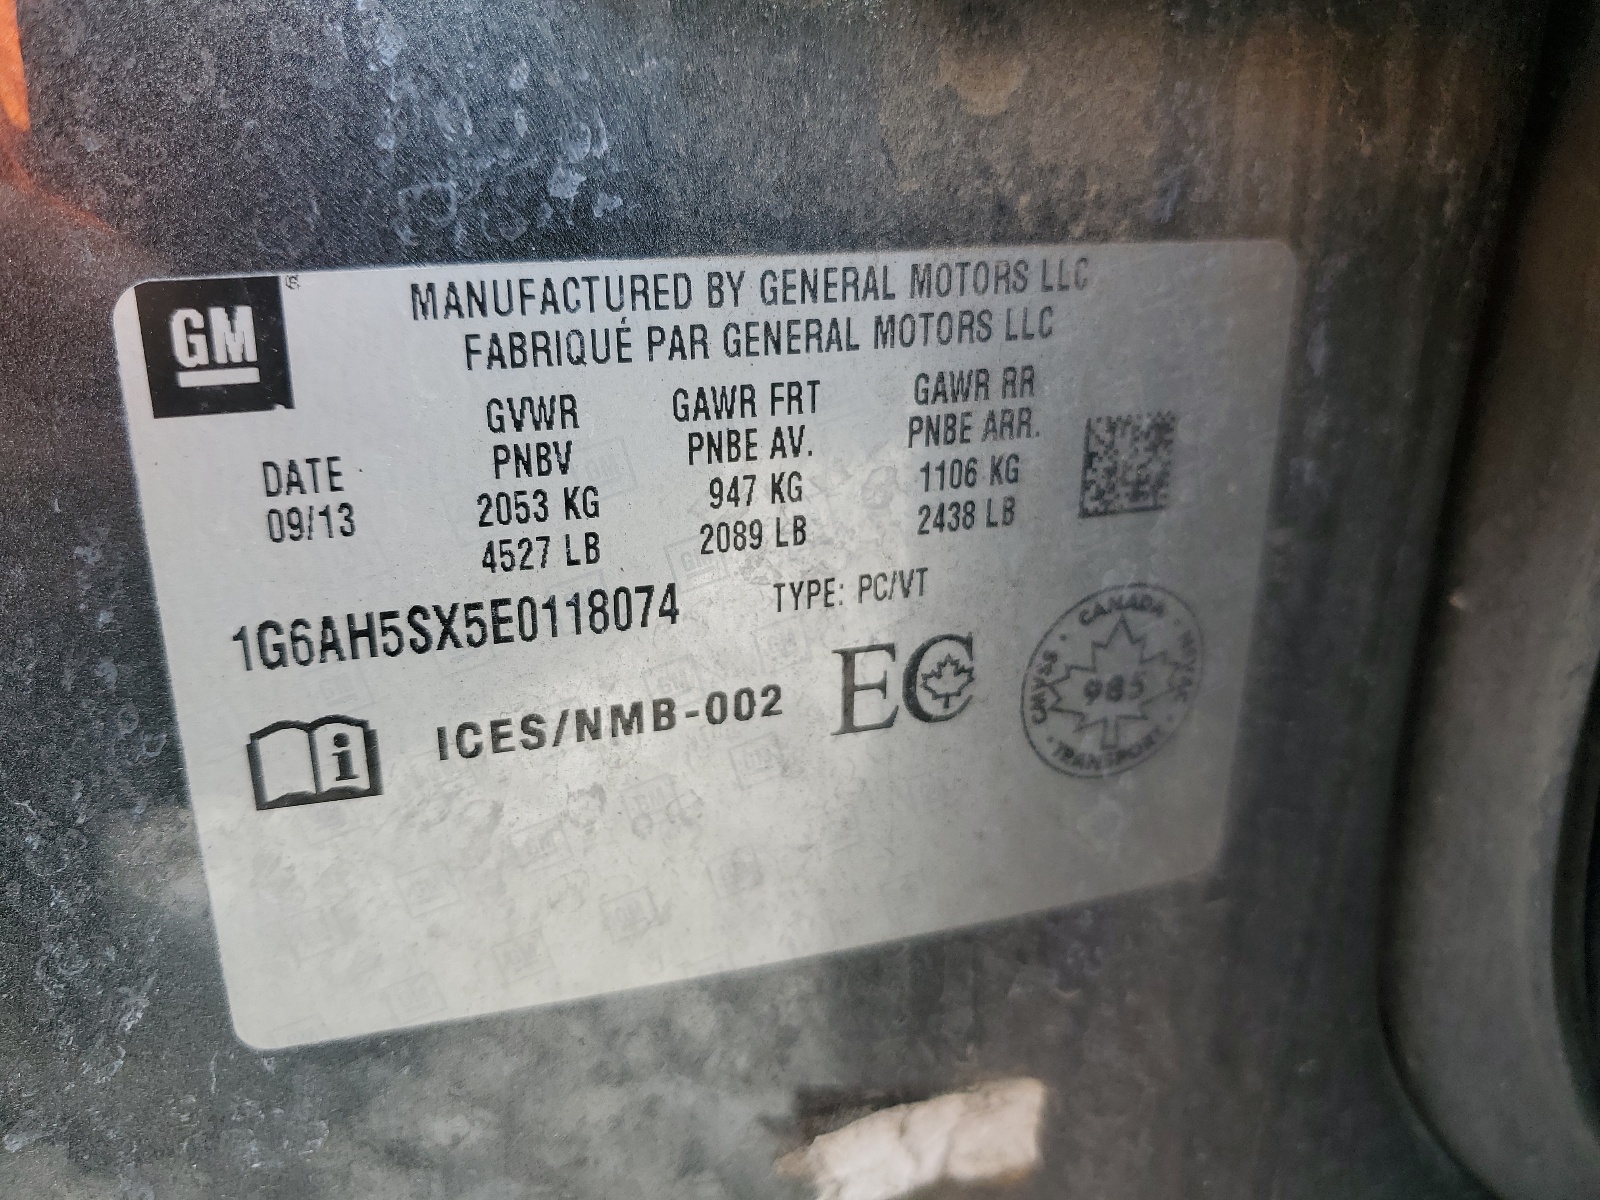 GM
MANUFACTURED BY GENERAL MOTORS LLC
FABRIQUÉ PAR GENERAL MOTORS LLC
DATE
09/13
GVWR
PNBV
2053 KG
4527 LB
GAWR FRT
PNBE AV.
947 KG
2089 LB
GAWR RR
PNBE ARR.
1106 KG
2438 LB
1G6AH5SX5E0118074
TYPE: PC/VT
i
ICES/NMB-002
EC
CANADA
985
TRANSPORT